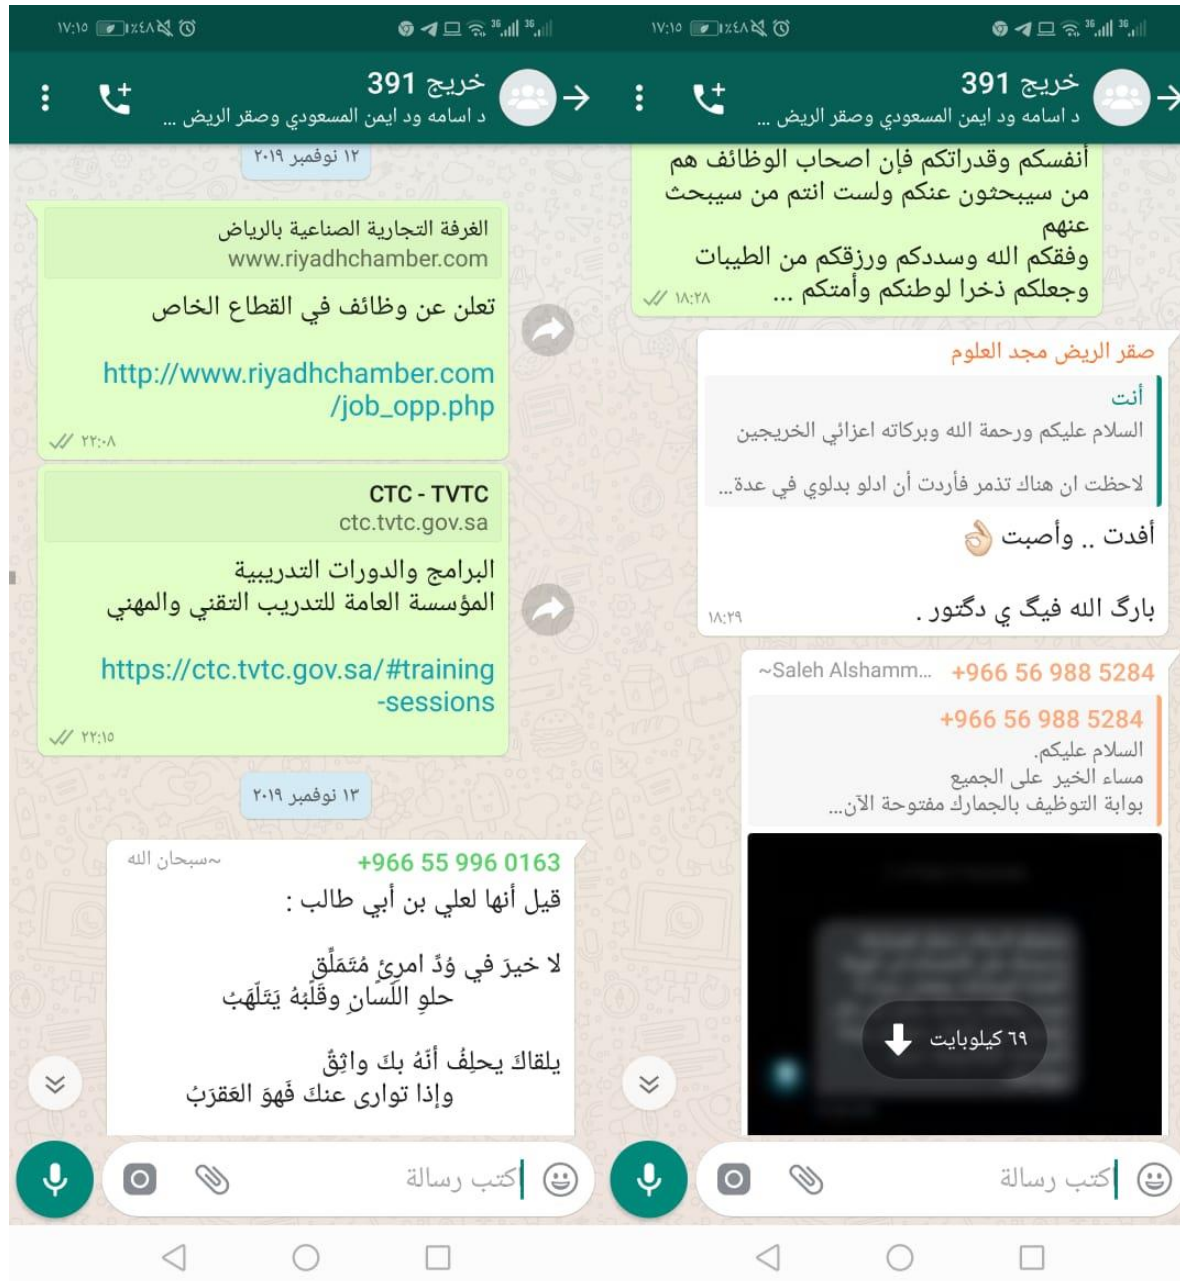 ١٧:١٥
٪٤٨
36
36
خريج 391
د اسامه ود ايمن المسعودي وصقر الريض ...
١٢ نوفمبر ٢٠١٩
الغرفة التجارية الصناعية بالرياض
www.riyadhchamber.com
تعلن عن وظائف في القطاع الخاص
http://www.riyadhchamber.com
/job_opp.php
٢٢:٠٨
CTC - TVTC
ctc.tvtc.gov.sa
البرامج والدورات التدريبية
المؤسسة العامة للتدريب التقني والمهني
https://ctc.tvtc.gov.sa/#training
-sessions
٢٢:١٥
١٣ نوفمبر ٢٠١٩
+966 55 996 0163 ~سبحان الله
قيل أنها لعلي بن أبي طالب :
لا خيرَ في وُدِّ امرِئٍ مُتَمَلِّقٍ
حلوِ اللّسانِ وقَلْبُهُ يَتَلَهّبُ
يلقاكَ يحلِفُ أنّهُ بكَ واثِقٌ
وإذا توارى عنكَ فَهوَ العَقرَبُ
اكتب رسالة
١٧:١٥
٪٤٨
36
36
خريج 391
د اسامه ود ايمن المسعودي وصقر الريض ...
أنفسكم وقدراتكم فإن اصحاب الوظائف هم
من سيبحثون عنكم ولست انتم من سيبحث
عنهم
وفقكم الله وسددكم ورزقكم من الطيبات
وجعلكم ذخرا لوطنكم وأمتكم ...
١٨:٢٨
صقر الريض مجد العلوم
أنت
السلام عليكم ورحمة الله وبركاته اعزائي الخريجين
لاحظت ان هناك تذمر فأردت أن ادلو بدلوي في عدة...
أفدت .. وأصبت 👌🏻
بارگ الله فيگ ي دگتور .
١٨:٢٩
+966 56 988 5284 ~Saleh Alshamm...
+966 56 988 5284
السلام عليكم.
مساء الخير على الجميع
بوابة التوظيف بالجمارك مفتوحة الآن...
٦٩ كيلوبايت
اكتب رسالة